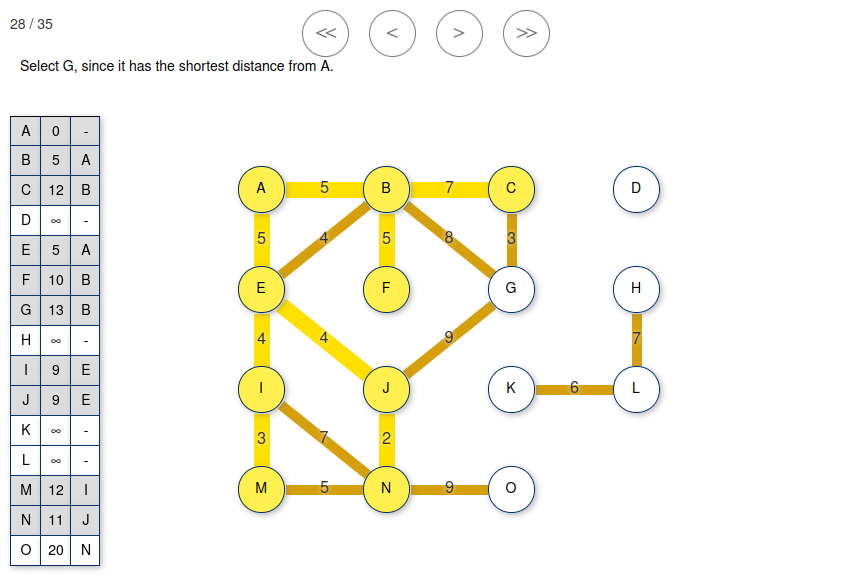 28 / 35
<< < > >>
Select G, since it has the shortest distance from A.
A 0 -
B 5 A
C 12 B
D ∞ -
E 5 A
F 10 B
G 13 B
H ∞ -
I 9 E
J 9 E
K ∞ -
L ∞ -
M 12 I
N 11 J
O 20 N
A 5 B 7 C D
5 4 5 8 3
E F G H
4 4 9 7
I J K 6 L
3 7 2
M 5 N 9 O